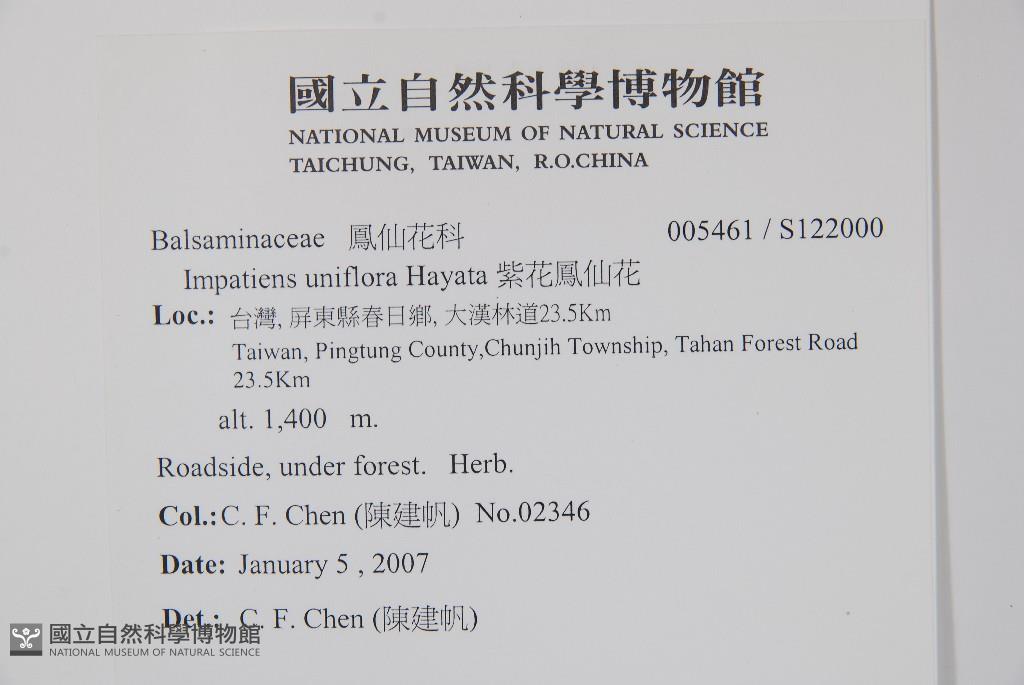 國立自然科學博物館
NATIONAL MUSEUM OF NATURAL SCIENCE
TAICHUNG, TAIWAN, R.O.CHINA
Balsaminaceae 鳳仙花科 005461 / S122000
Impatiens uniflora Hayata 紫花鳳仙花
Loc.: 台灣, 屏東縣春日鄉, 大漢林道23.5Km
Taiwan, Pingtung County,Chunjih Township, Tahan Forest Road
23.5Km
alt. 1,400 m.
Roadside, under forest. Herb.
Col.: C. F. Chen (陳建帆) No.02346
Date: January 5 , 2007
Det.: C. F. Chen (陳建帆)
國立自然科學博物館
NATIONAL MUSEUM OF NATURAL SCIENCE